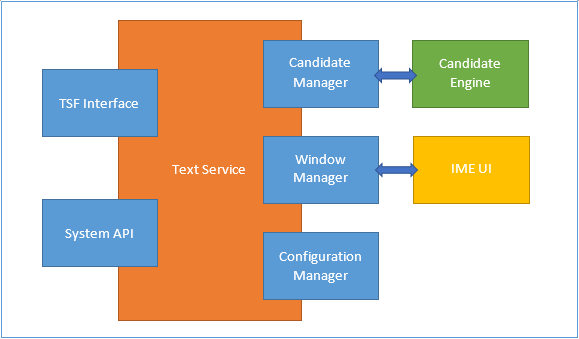 Candidate
Manager
Candidate
Engine
TSF Interface
Text Service
Window
Manager
IME UI
System API
Configuration
Manager